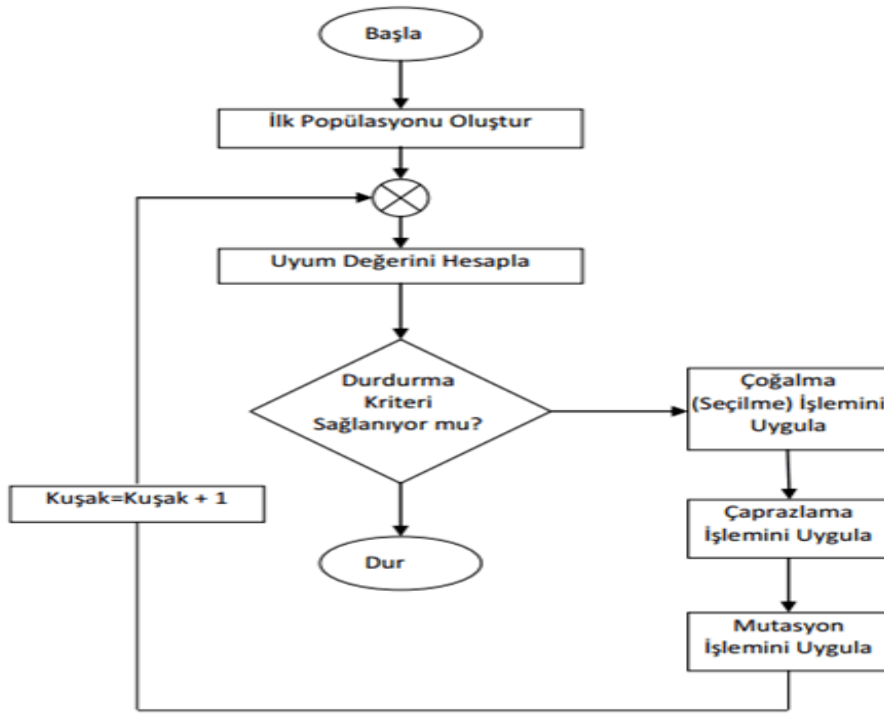 Başla
İlk Popülasyonu Oluştur
Uyum Değerini Hesapla
Durdurma
Kriteri
Sağlanıyor mu?
Çoğalma
(Seçilme) İşlemini
Uygula
Çaprazlama
İşlemini Uygula
Mutasyon
İşlemini Uygula
Kuşak=Kuşak + 1
Dur